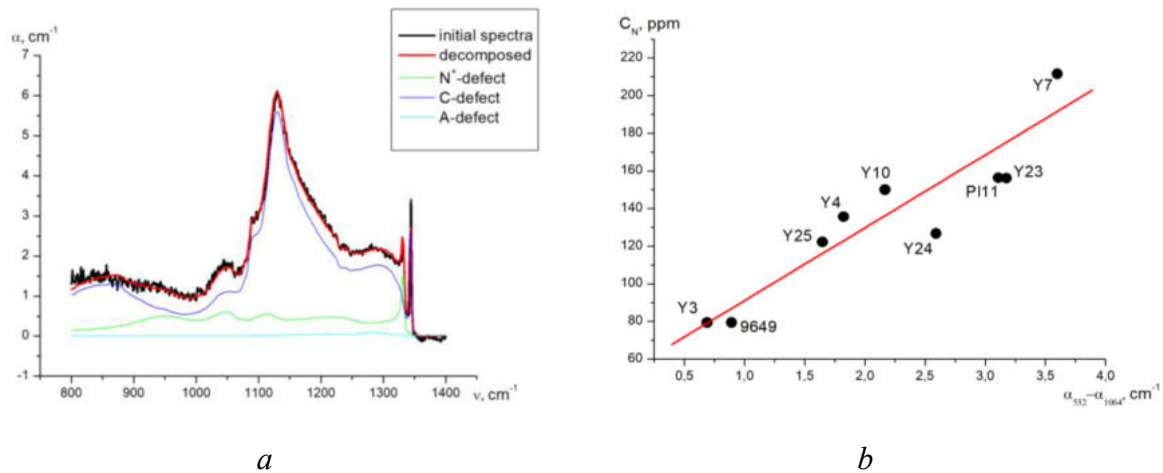 α, cm⁻¹
7
6
5
4
3
2
1
0
-1
800 900 1000 1100 1200 1300 1400
ν, cm⁻¹
initial spectra
decomposed
N⁺-defect
C-defect
A-defect
a
C_N, ppm
220
200
180
160
140
120
100
80
60
0,5 1,0 1,5 2,0 2,5 3,0 3,5 4,0
α₅₃₂–α₁₀₆₄, cm⁻¹
Y7
Y10
Y23
PI11
Y4
Y25
Y24
Y3
9649
b